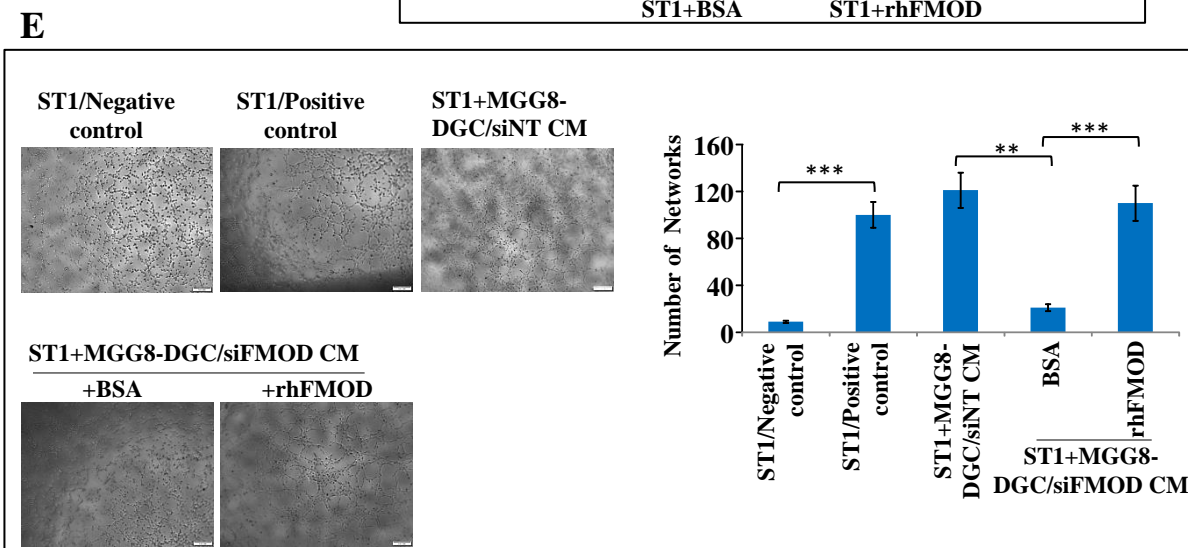 ST1+BSA ST1+rhFMOD
E
ST1/Negative
control
ST1/Positive
control
ST1+MGG8-
DGC/siNT CM
ST1+MGG8-DGC/siFMOD CM
+BSA +rhFMOD
Number of Networks
160
120
80
40
0
***
**
***
ST1/Negative
control
ST1/Positive
control
ST1+MGG8-
DGC/siNT CM
BSA
rhFMOD
ST1+MGG8-
DGC/siFMOD CM